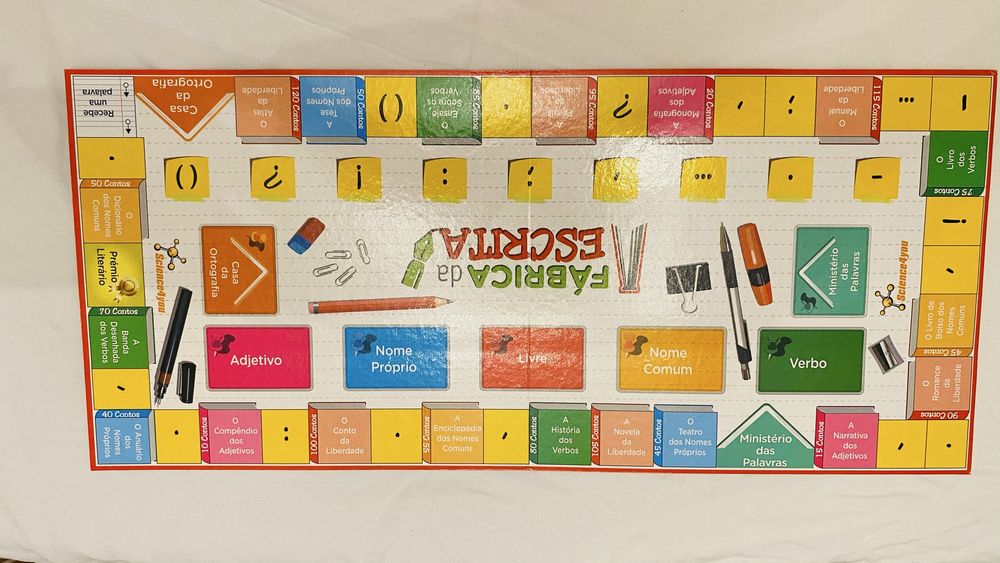 Recebe
uma
palavra
Casa
da
Ortografia
O
Atlas
da
Liberdade
120 Contos
A
Tese
dos Nomes
Próprios
50 Contos
()
O
Ensaio
Sobre os
Verbos
85 Contos
.
A
da
Liberdade
95 Contos
?
A
Monografia
dos
Adjetivos
20 Contos
,
:
O
Manual
da
Liberdade
115 Contos
...
-
.
()
?
!
:
;
,
...
.
-
O
Livro
dos
Verbos
75 Contos
50 Contos
O
Dicionário
dos Nomes
Comuns
!
Casa
da
Ortografia
FÁBRICA da
ESCRITA
Ministério
das
Palavras
Science4you
Science4you
Prémio
Literário
,
70 Contos
A
Banda
Desenhada
dos Verbos
O Livro de
Bolso dos
Nomes
Comuns
45 Contos
Adjetivo
Nome
Próprio
Livre
Nome
Comum
Verbo
,
O
Romance
da
Liberdade
90 Contos
40 Contos
O Anuário
dos
Nomes
Próprios
.
10 Contos
O
Compêndio
dos
Adjetivos
:
100 Contos
O
Conto
da
Liberdade
.
55 Contos
A
Enciclopédia
dos Nomes
Comuns
,
80 Contos
A
História
dos
Verbos
105 Contos
A
Novela
da
Liberdade
45 Contos
O
Teatro
dos Nomes
Próprios
Ministério
das
Palavras
15 Contos
A
Narrativa
dos
Adjetivos
,
.